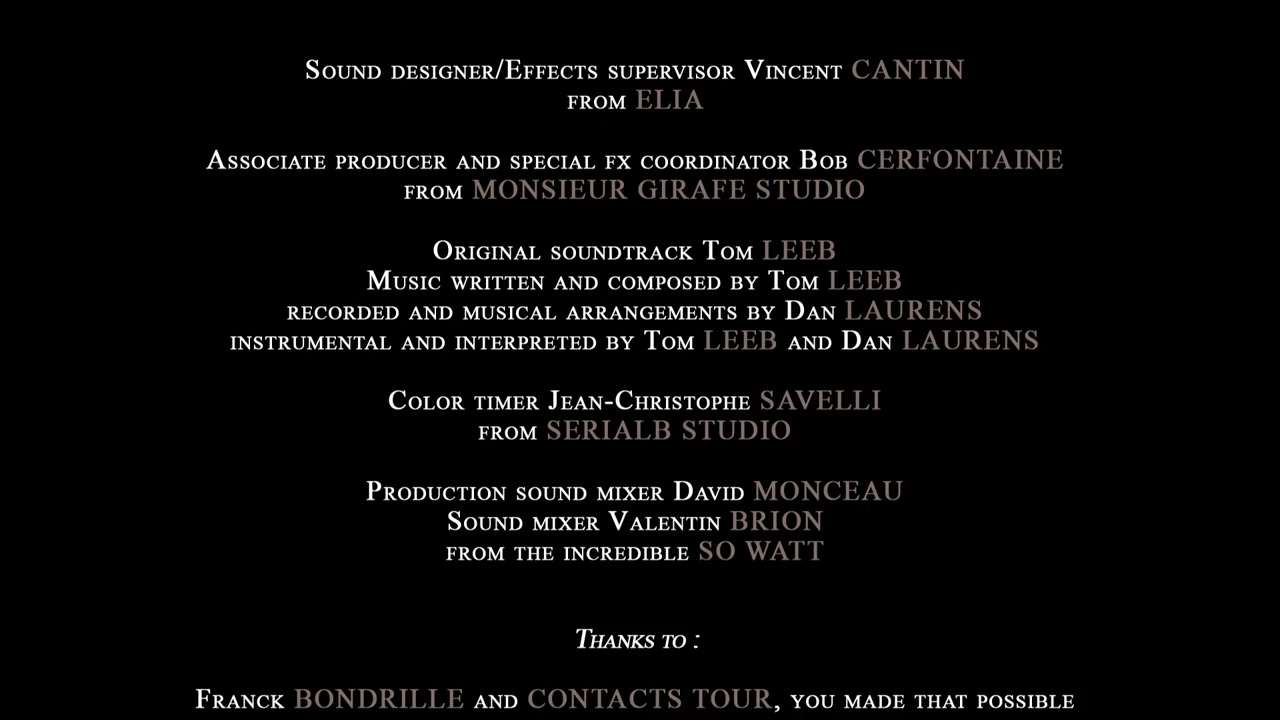 Sound designer/Effects supervisor Vincent CANTIN
from ELIA
Associate producer and special fx coordinator Bob CERFONTAINE
from MONSIEUR GIRAFE STUDIO
Original soundtrack Tom LEEB
Music written and composed by Tom LEEB
recorded and musical arrangements by Dan LAURENS
instrumental and interpreted by Tom LEEB and Dan LAURENS
Color timer Jean-Christophe SAVELLI
from SERIALB STUDIO
Production sound mixer David MONCEAU
Sound mixer Valentin BRION
from the incredible SO WATT
Thanks to :
Franck BONDRILLE and CONTACTS TOUR, you made that possible